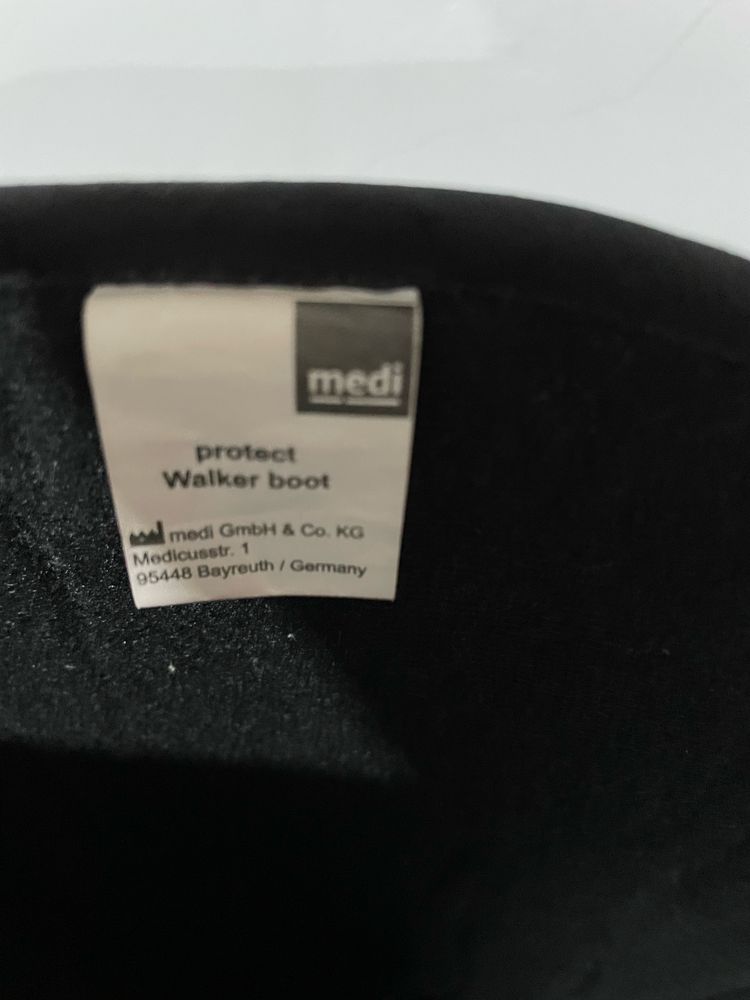 medi
protect
Walker boot
medi GmbH & Co. KG
Medicusstr. 1
95448 Bayreuth / Germany